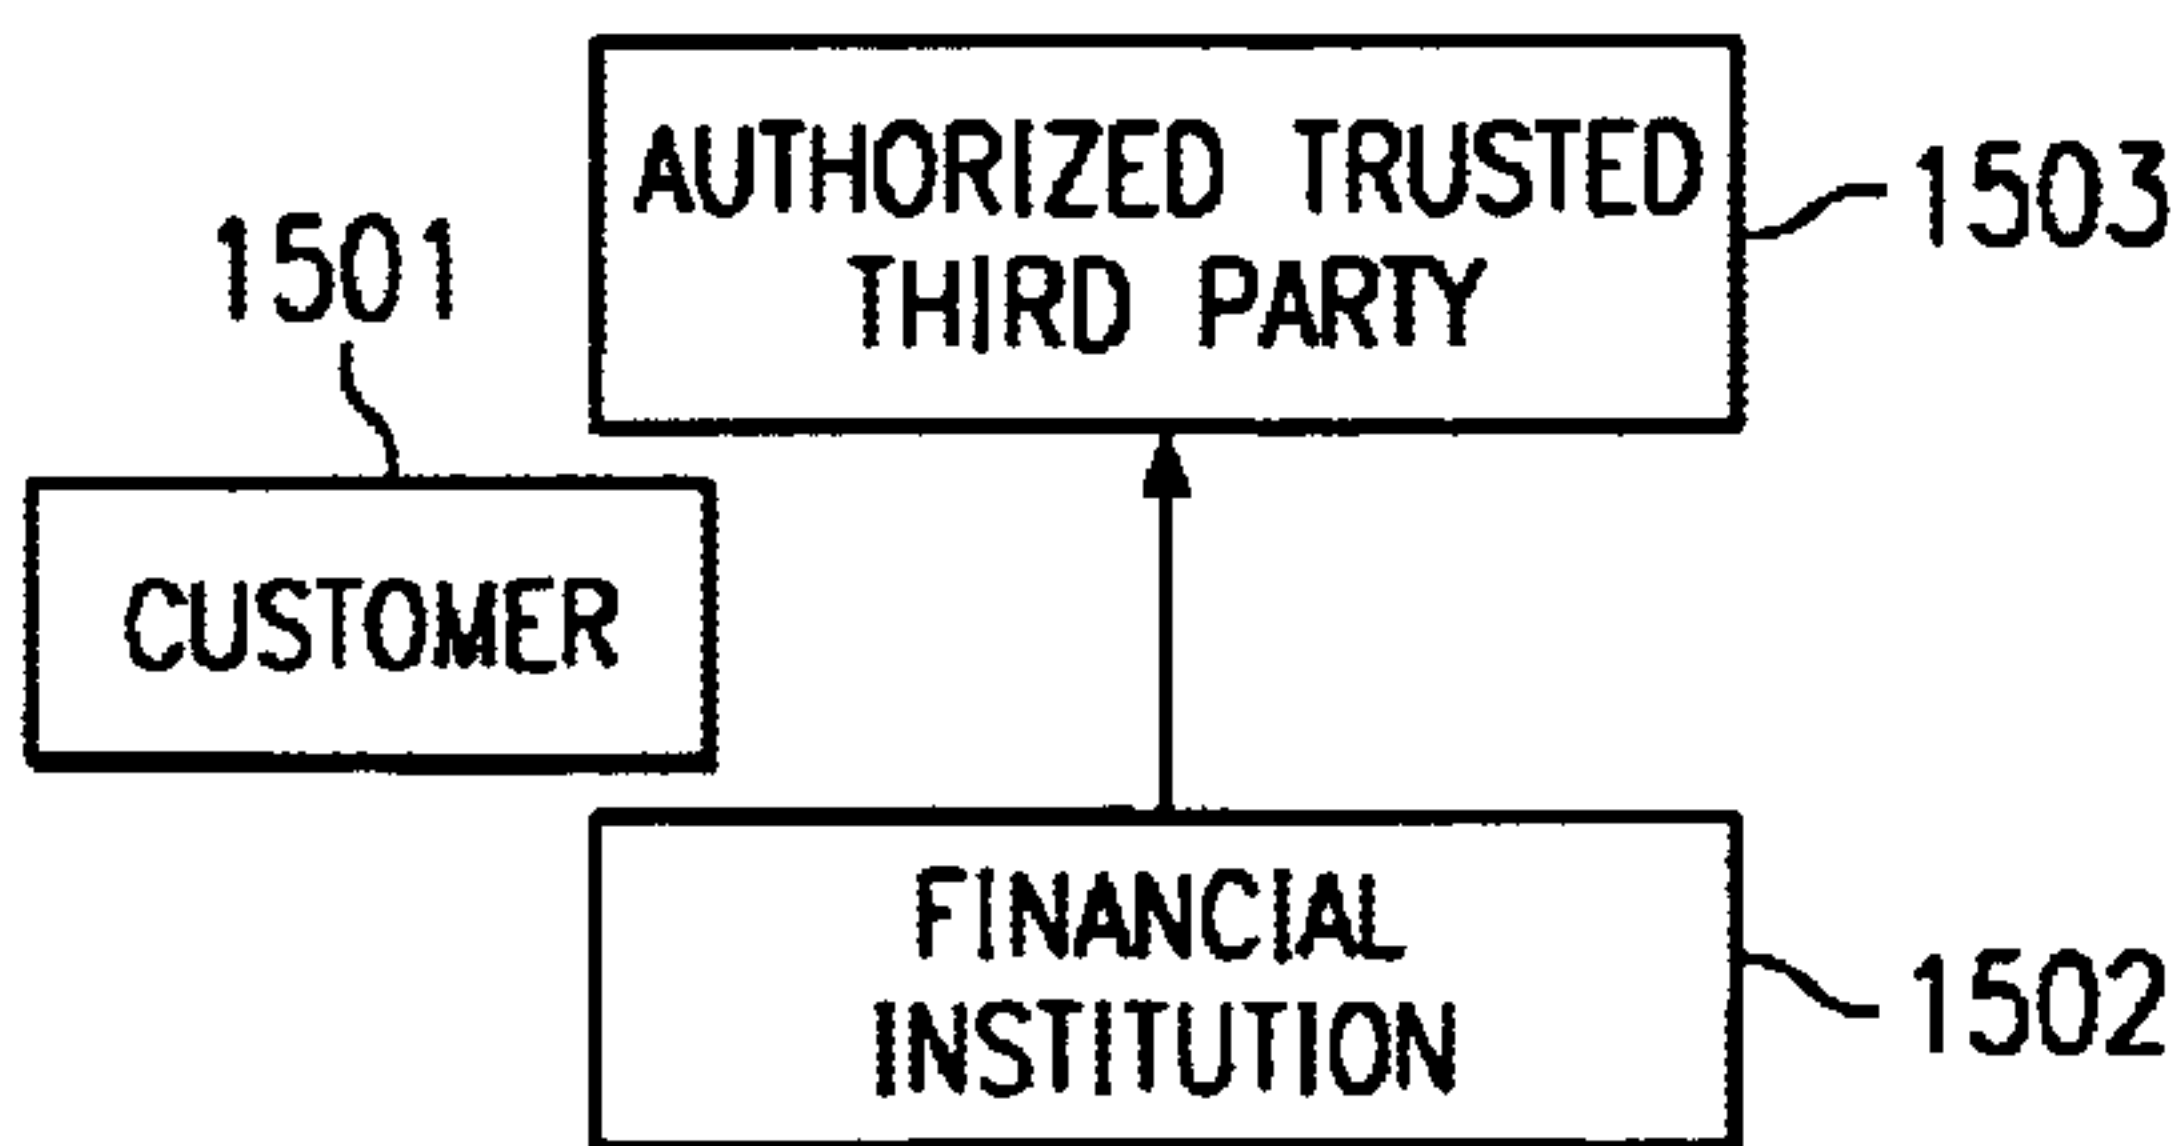 AUTHORIZED TRUSTED
THIRD PARTY
1503
1501
CUSTOMER
FINANCIAL
INSTITUTION
1502